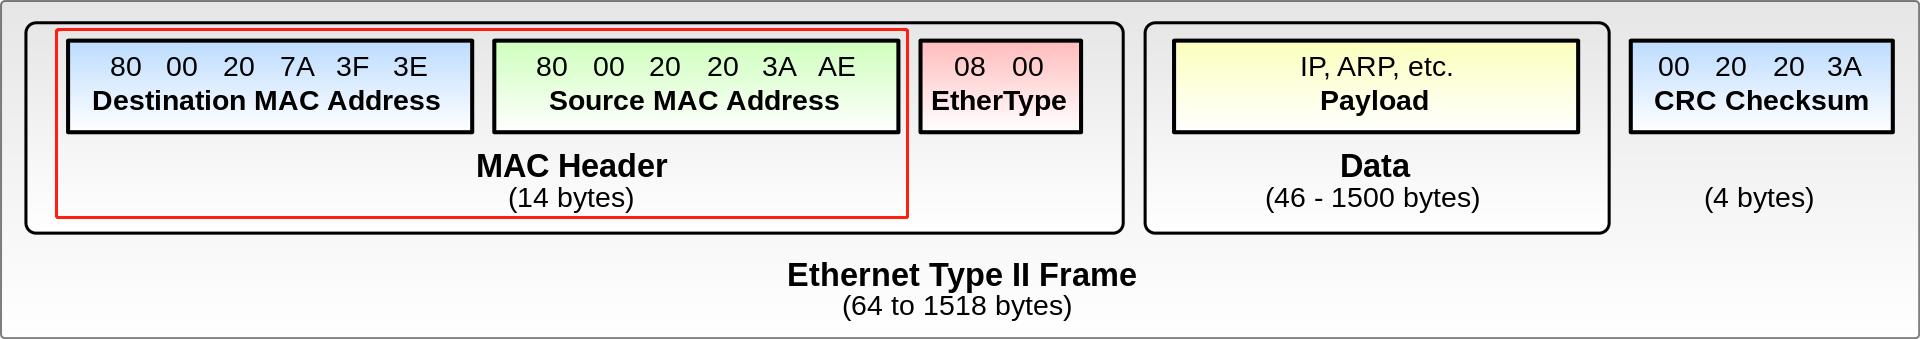 80 00 20 7A 3F 3E
Destination MAC Address
80 00 20 20 3A AE
Source MAC Address
08 00
EtherType
MAC Header
(14 bytes)
IP, ARP, etc.
Payload
Data
(46 - 1500 bytes)
00 20 20 3A
CRC Checksum
(4 bytes)
Ethernet Type II Frame
(64 to 1518 bytes)